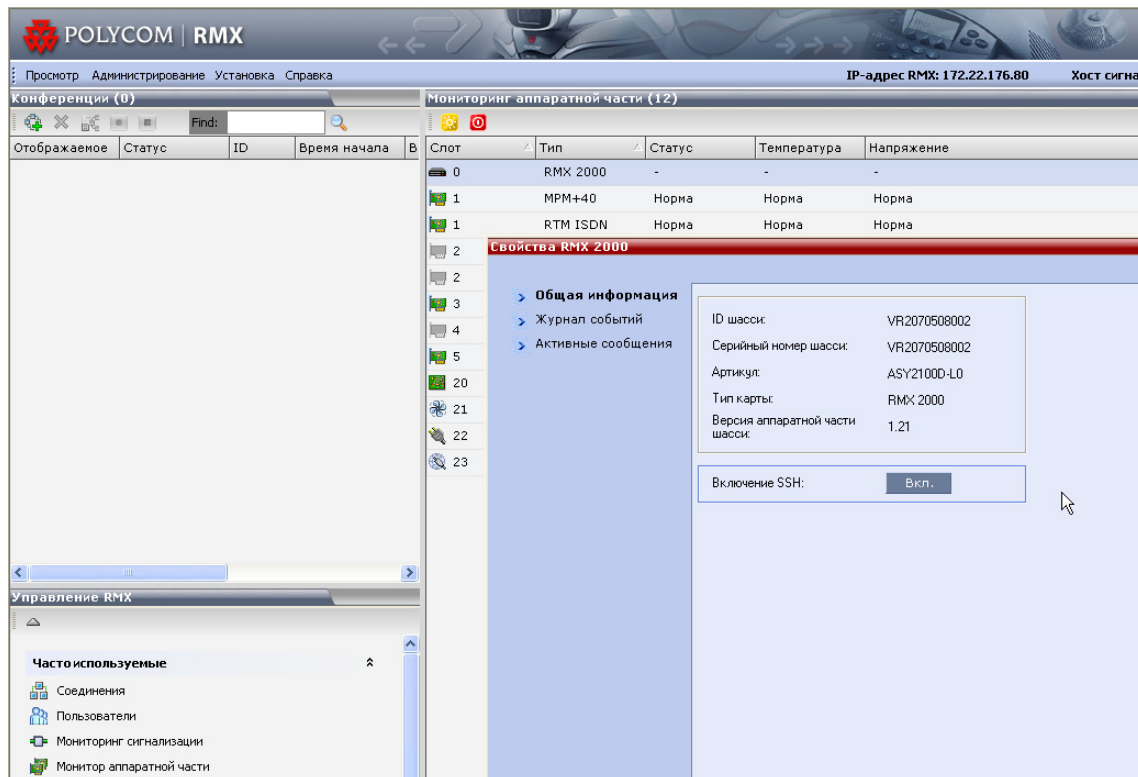 POLYCOM | RMX
Просмотр Администрирование Установка Справка
IP-адрес RMX: 172.22.176.80 Хост сигна
Конференции (0)
Find:
Отображаемое Статус ID Время начала В
Мониторинг аппаратной части (12)
Слот Тип Статус Температура Напряжение
0 RMX 2000 - - -
1 MPM+40 Норма Норма Норма
1 RTM ISDN Норма Норма Норма
2
2
3
4
5
20
21
22
23
Свойства RMX 2000
Общая информация
Журнал событий
Активные сообщения
ID шасси: VR2070508002
Серийный номер шасси: VR2070508002
Артикул: ASY2100D-L0
Тип карты: RMX 2000
Версия аппаратной части
шасси: 1.21
Включение SSH: Вкл.
Управление RMX
Часто используемые
Соединения
Пользователи
Мониторинг сигнализации
Монитор аппаратной части